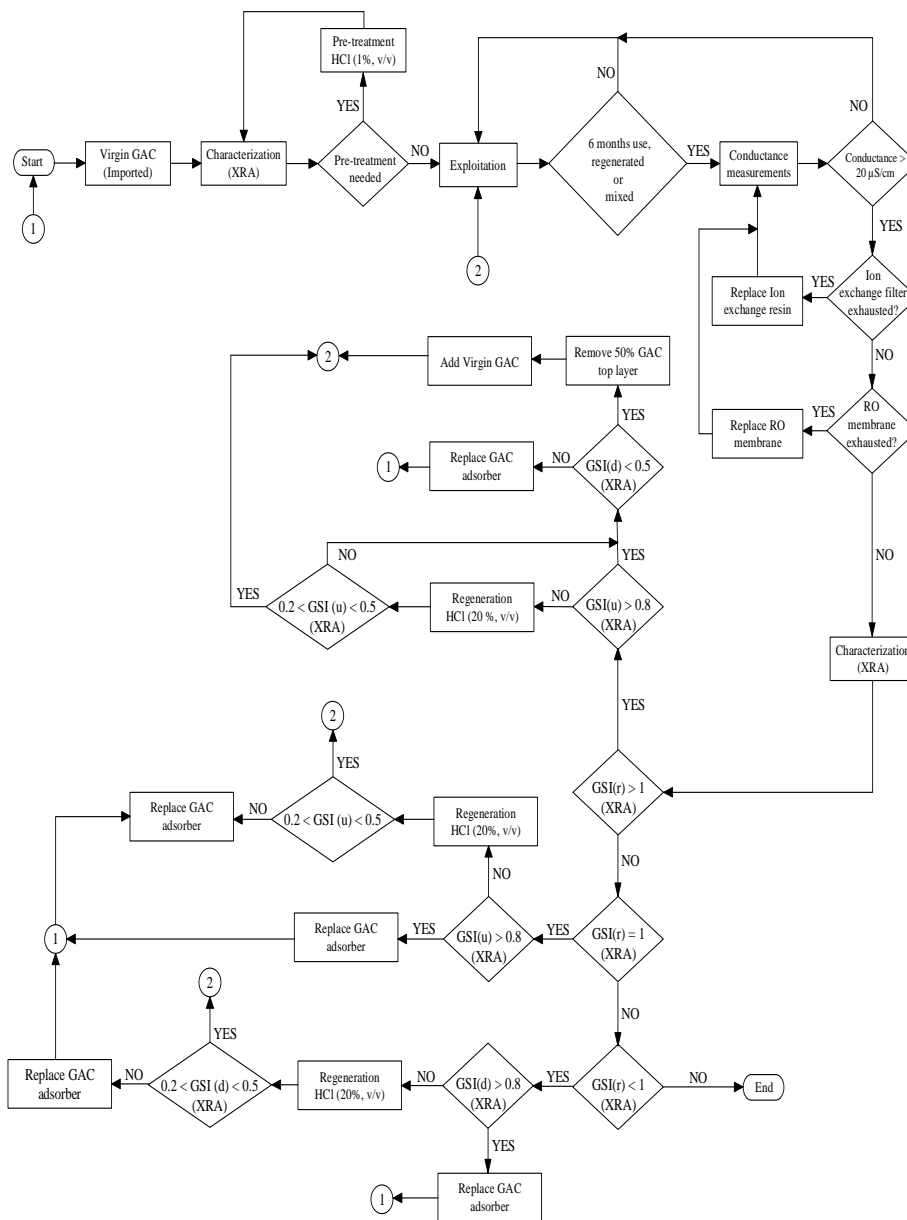 Pre-treatment
HCl (1%, v/v)
YES
NO
NO
Start
Virgin GAC
(Imported)
Characterization
(XRA)
Pre-treatment
needed
NO
Exploitation
6 months use,
regenerated
or
mixed
YES
Conductance
measurements
Conductance >
20 µS/cm
1
2
YES
Replace Ion
exchange resin
YES
Ion
exchange filter
exhausted?
NO
2
Add Virgin GAC
Remove 50% GAC
top layer
YES
Replace RO
membrane
YES
RO
membrane
exhausted?
1
Replace GAC
adsorber
NO
GSI(d) < 0.5
(XRA)
NO
YES
NO
YES
0.2 < GSI (u) < 0.5
(XRA)
Regeneration
HCl (20 %, v/v)
NO
GSI(u) > 0.8
(XRA)
Characterization
(XRA)
YES
2
YES
GSI(r) > 1
(XRA)
Replace GAC
adsorber
NO
0.2 < GSI (u) < 0.5
Regeneration
HCl (20%, v/v)
NO
NO
1
Replace GAC
adsorber
YES
GSI(u) > 0.8
(XRA)
YES
GSI(r) = 1
(XRA)
2
NO
YES
Replace GAC
adsorber
NO
0.2 < GSI (d) < 0.5
(XRA)
Regeneration
HCl (20%, v/v)
NO
GSI(d) > 0.8
(XRA)
YES
GSI(r) < 1
(XRA)
NO
End
YES
1
Replace GAC
adsorber